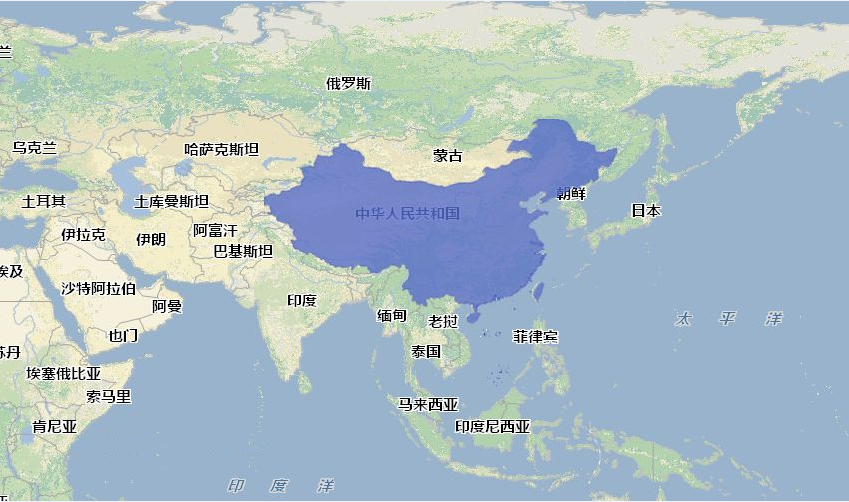 兰
俄罗斯
乌克兰
哈萨克斯坦
蒙古
土耳其
土库曼斯坦
朝鲜
中华人民共和国
日本
伊拉克
伊朗
阿富汗
巴基斯坦
埃及
沙特阿拉伯
阿曼
印度
缅甸
老挝
太平洋
也门
菲律宾
苏丹
泰国
埃塞俄比亚
索马里
马来西亚
肯尼亚
印度尼西亚
印度洋